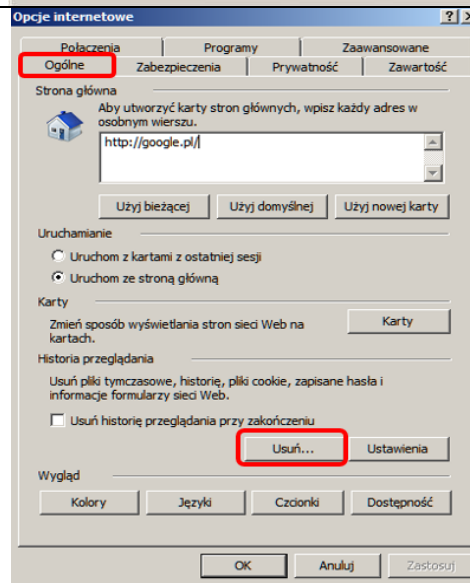 Opcje internetowe
Połączenia Programy Zaawansowane
Ogólne Zabezpieczenia Prywatność Zawartość
Strona główna
Aby utworzyć karty stron głównych, wpisz każdy adres w
osobnym wierszu.
http://google.pl/
Użyj bieżącej Użyj domyślnej Użyj nowej karty
Uruchamianie
Uruchom z kartami z ostatniej sesji
Uruchom ze stroną główną
Karty
Zmień sposób wyświetlania stron sieci Web na
kartach.
Karty
Historia przeglądania
Usuń pliki tymczasowe, historię, pliki cookie, zapisane hasła i
informacje formularzy sieci Web.
Usuń historię przeglądania przy zakończeniu
Usuń... Ustawienia
Wygląd
Kolory Języki Czcionki Dostępność
OK Anuluj Zastosuj